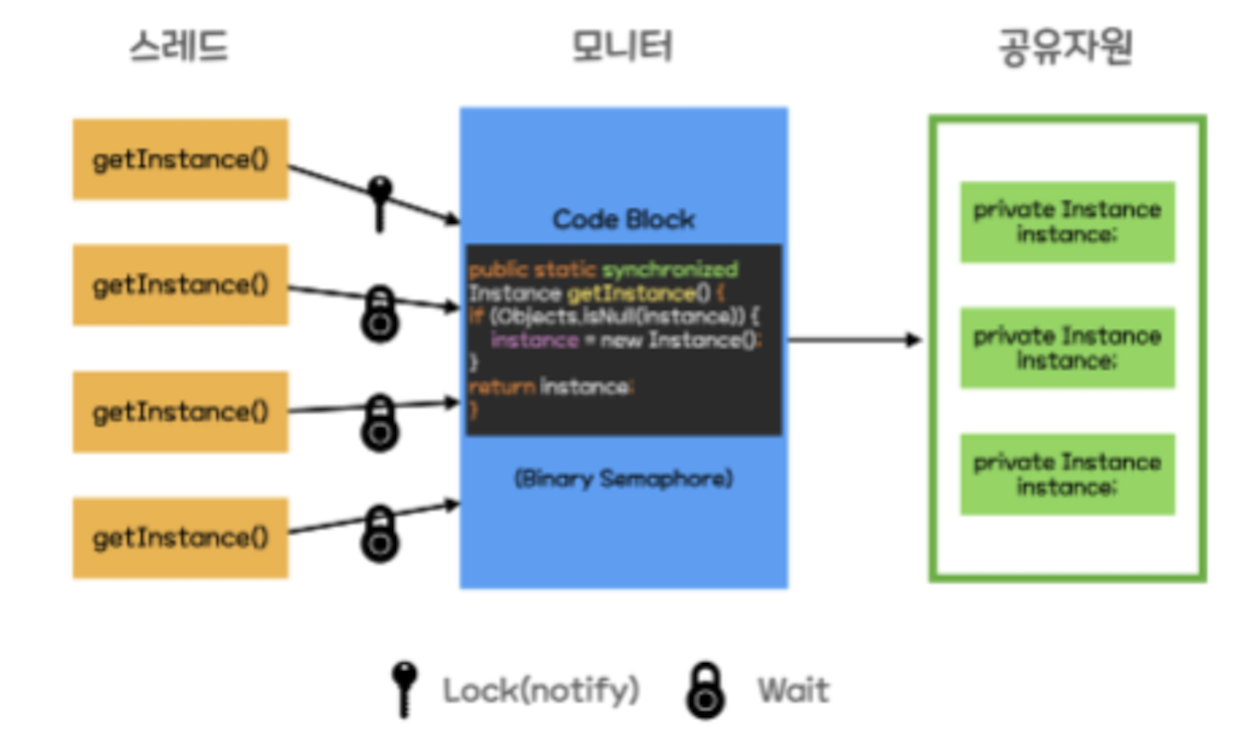 스레드
모니터
공유자원
getInstance()
getInstance()
getInstance()
getInstance()
Code Block
public static synchronized
Instance getInstance() {
if (Objects.isNull(instance)) {
instance = new Instance();
}
return instance;
}
(Binary Semaphore)
private Instance
instance;
private Instance
instance;
private Instance
instance;
Lock(notify)
Wait